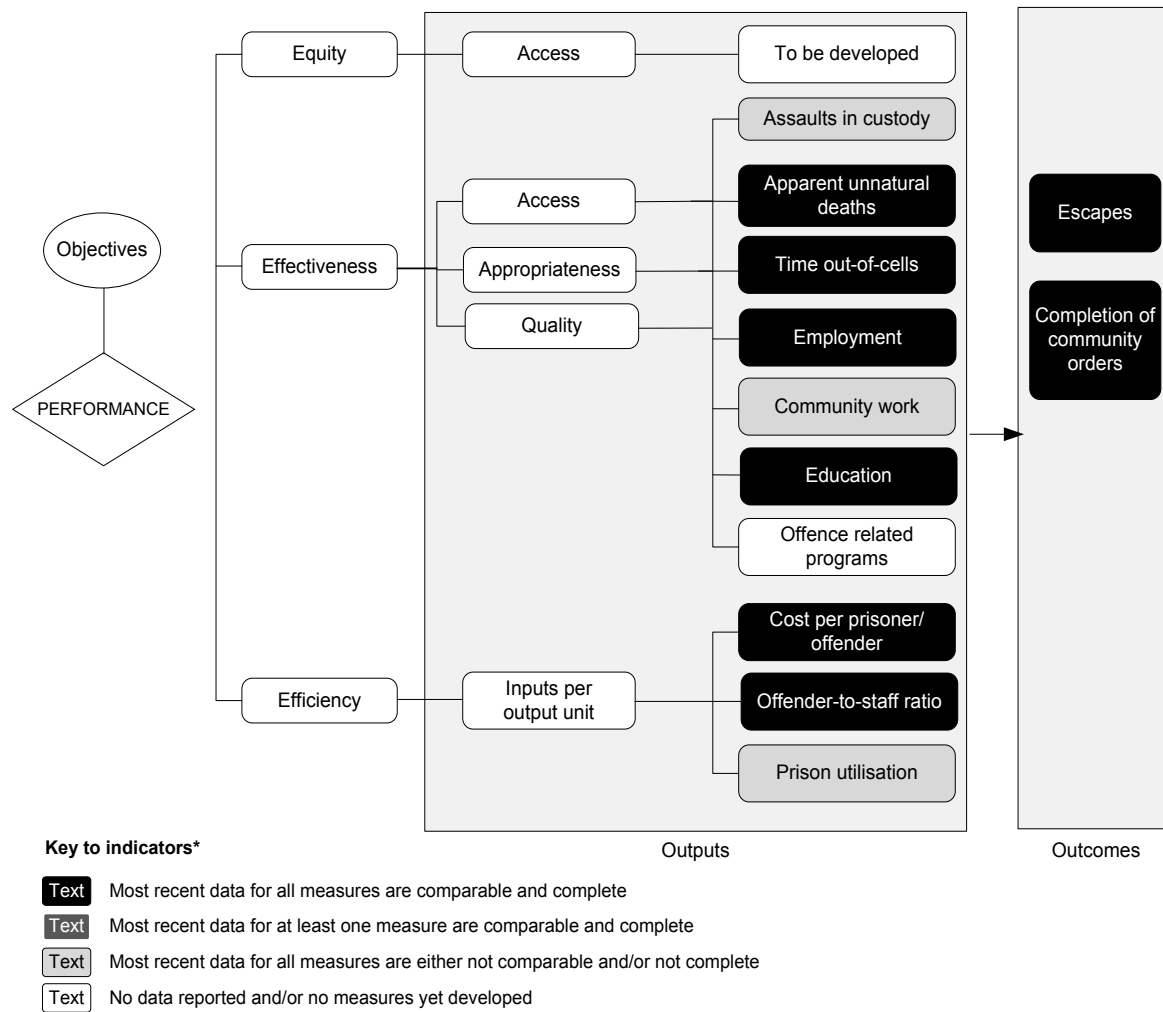 Equity
Access
To be developed
Assaults in custody
Access
Apparent unnatural
deaths
Escapes
Objectives
Effectiveness
Appropriateness
Time out-of-cells
Quality
Employment
Completion of
community
orders
PERFORMANCE
Community work
Education
Offence related
programs
Cost per prisoner/
offender
Efficiency
Inputs per
output unit
Offender-to-staff ratio
Prison utilisation
Outputs
Outcomes
Key to indicators*
Text Most recent data for all measures are comparable and complete
Text Most recent data for at least one measure are comparable and complete
Text Most recent data for all measures are either not comparable and/or not complete
Text No data reported and/or no measures yet developed